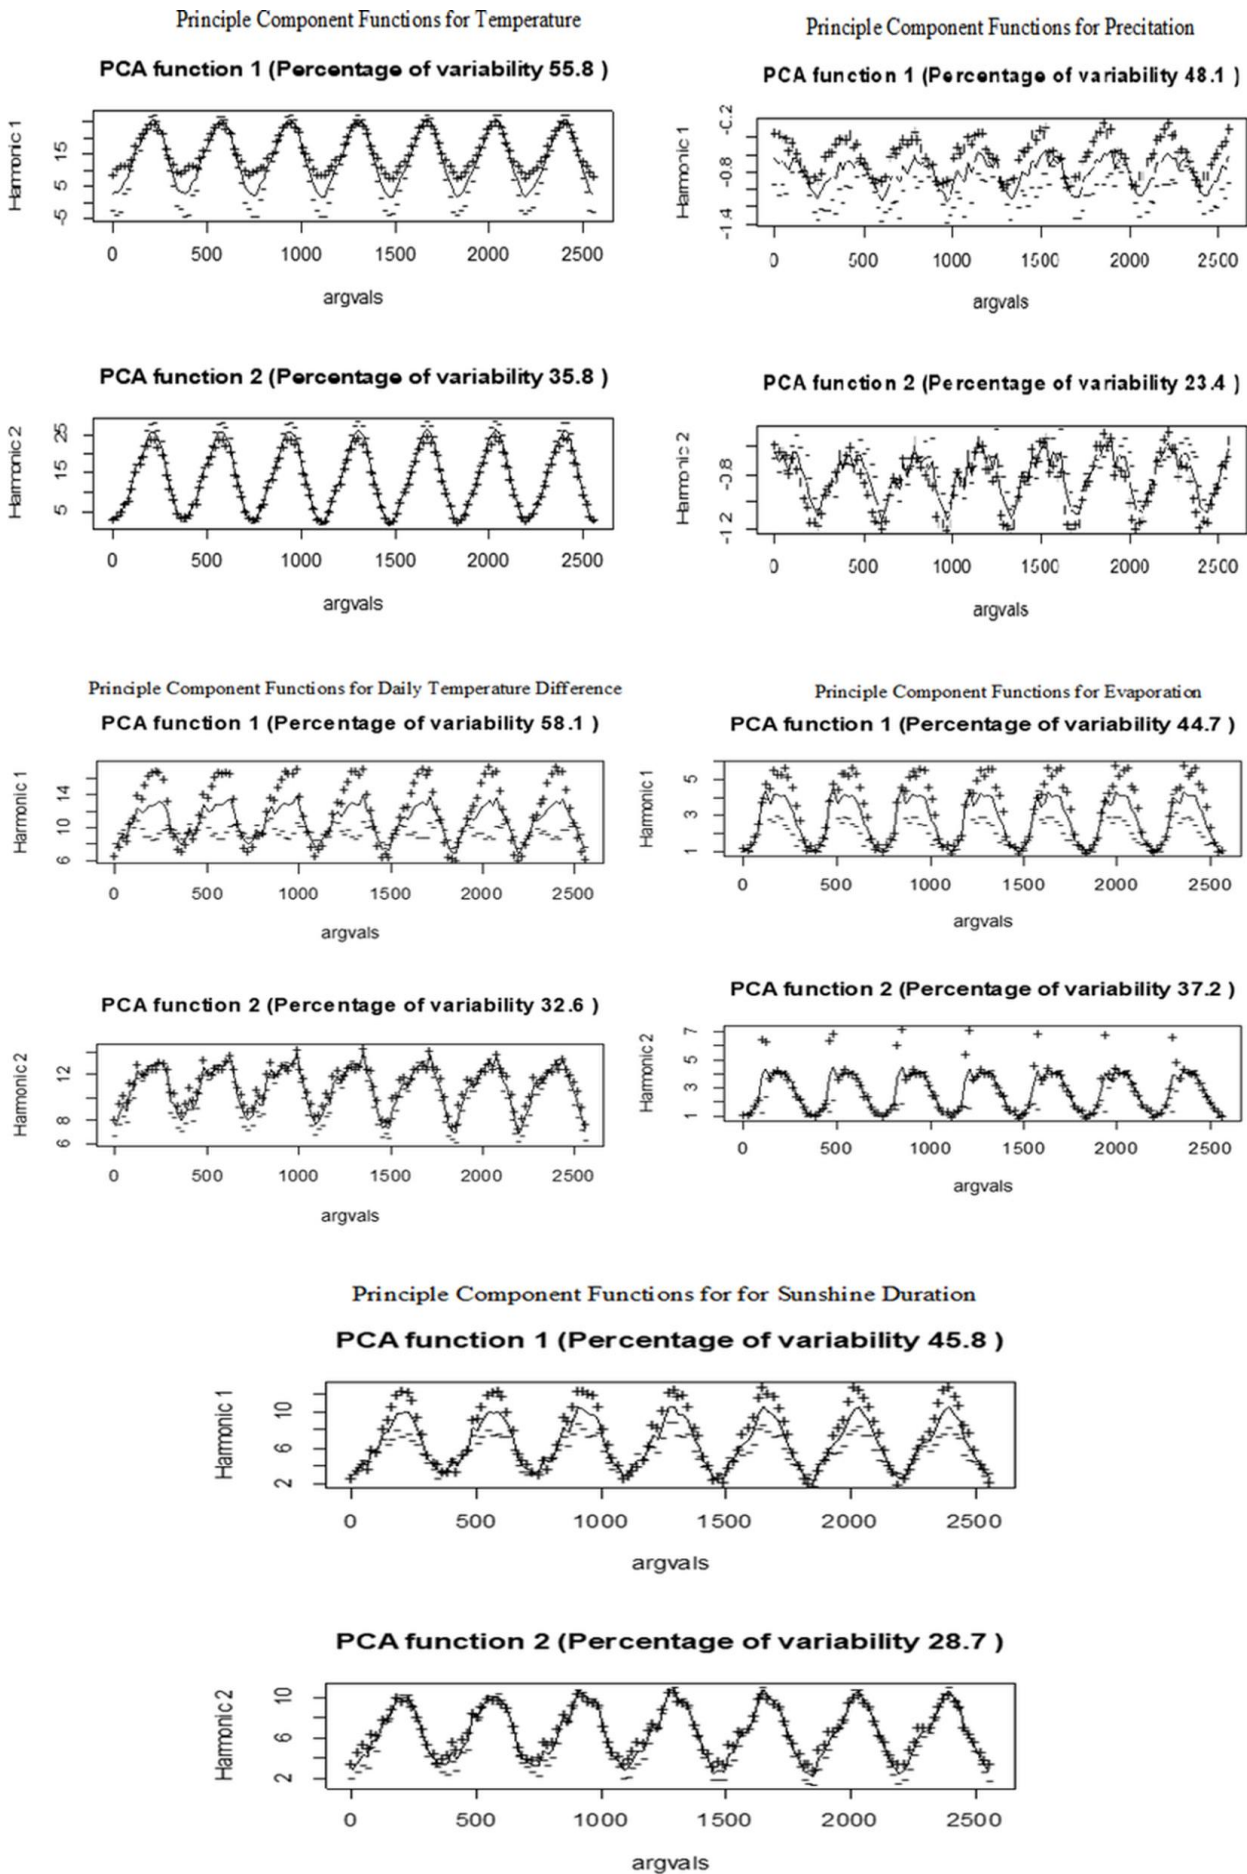 Principle Component Functions for Temperature
PCA function 1 (Percentage of variability 55.8 )
Harmonic 1
15
5
-5
0 500 1000 1500 2000 2500
argvals
PCA function 2 (Percentage of variability 35.8 )
Harmonic 2
25
15
5
0 500 1000 1500 2000 2500
argvals
Principle Component Functions for Precitation
PCA function 1 (Percentage of variability 48.1 )
Harmonic 1
-0.2
-0.8
-1.4
0 500 1000 1500 2000 2500
argvals
PCA function 2 (Percentage of variability 23.4 )
Harmonic 2
0 500 1000 1500 2000 2500
argvals
Principle Component Functions for Daily Temperature Difference
PCA function 1 (Percentage of variability 58.1 )
Harmonic 1
14
10
6
0 500 1000 1500 2000 2500
argvals
PCA function 2 (Percentage of variability 32.6 )
Harmonic 2
12
8
6
0 500 1000 1500 2000 2500
argvals
Principle Component Functions for Evaporation
PCA function 1 (Percentage of variability 44.7 )
Harmonic 1
5
3
1
0 500 1000 1500 2000 2500
argvals
PCA function 2 (Percentage of variability 37.2 )
Harmonic 2
7
5
3
1
0 500 1000 1500 2000 2500
argvals
Principle Component Functions for for Sunshine Duration
PCA function 1 (Percentage of variability 45.8 )
Harmonic 1
10
6
2
0 500 1000 1500 2000 2500
argvals
PCA function 2 (Percentage of variability 28.7 )
Harmonic 2
10
6
2
0 500 1000 1500 2000 2500
argvals